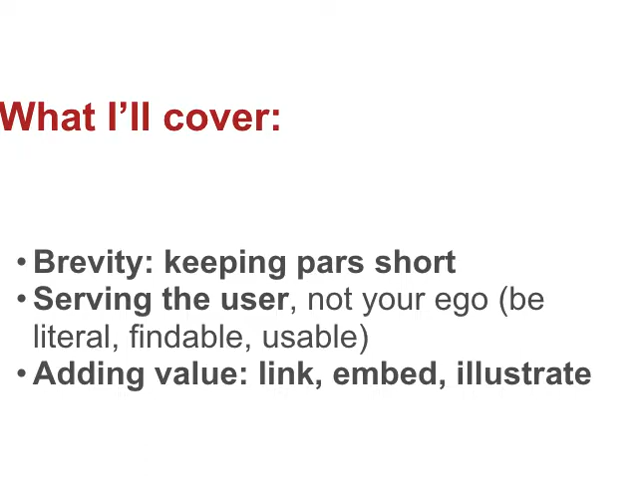 What I’ll cover:
• Brevity: keeping pars short
• Serving the user, not your ego (be
literal, findable, usable)
• Adding value: link, embed, illustrate